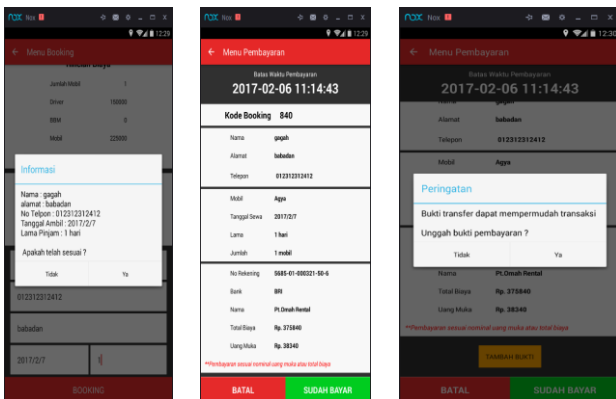 nox Nox
12:29
Menu Booking
Rincian Biaya
Jumlah Mobil 1
Driver 150000
BBM 0
Mobil 225000
Informasi
Nama : gagah
alamat : babadan
No Telpon : 012312312412
Tanggal Ambil : 2017/2/7
Lama Pinjam : 1 hari
Apakah telah sesuai ?
Tidak Ya
012312312412
babadan
2017/2/7
BOOKING
nox Nox
12:29
Menu Pembayaran
Batas Waktu Pembayaran
2017-02-06 11:14:43
Kode Booking 840
Nama gagah
Alamat babadan
Telepon 012312312412
Mobil Agya
Tanggal Sewa 2017/2/7
Lama 1 hari
Jumlah 1 mobil
No Rekening 5685-01-000321-50-6
Bank BRI
Nama Pt.Omah Rental
Total Biaya Rp. 375840
Uang Muka Rp. 38340
**Pembayaran sesuai nominal uang muka atau total biaya
BATAL SUDAH BAYAR
nox Nox
12:30
Menu Pembayaran
Batas Waktu Pembayaran
2017-02-06 11:14:43
Nama gagah
Alamat babadan
Telepon 012312312412
Mobil Agya
Peringatan
Bukti transfer dapat mempermudah transaksi
Unggah bukti pembayaran ?
Tidak Ya
Nama Pt.Omah Rental
Total Biaya Rp. 375840
Uang Muka Rp. 38340
**Pembayaran sesuai nominal uang muka atau total biaya
TAMBAH BUKTI
BATAL SUDAH BAYAR